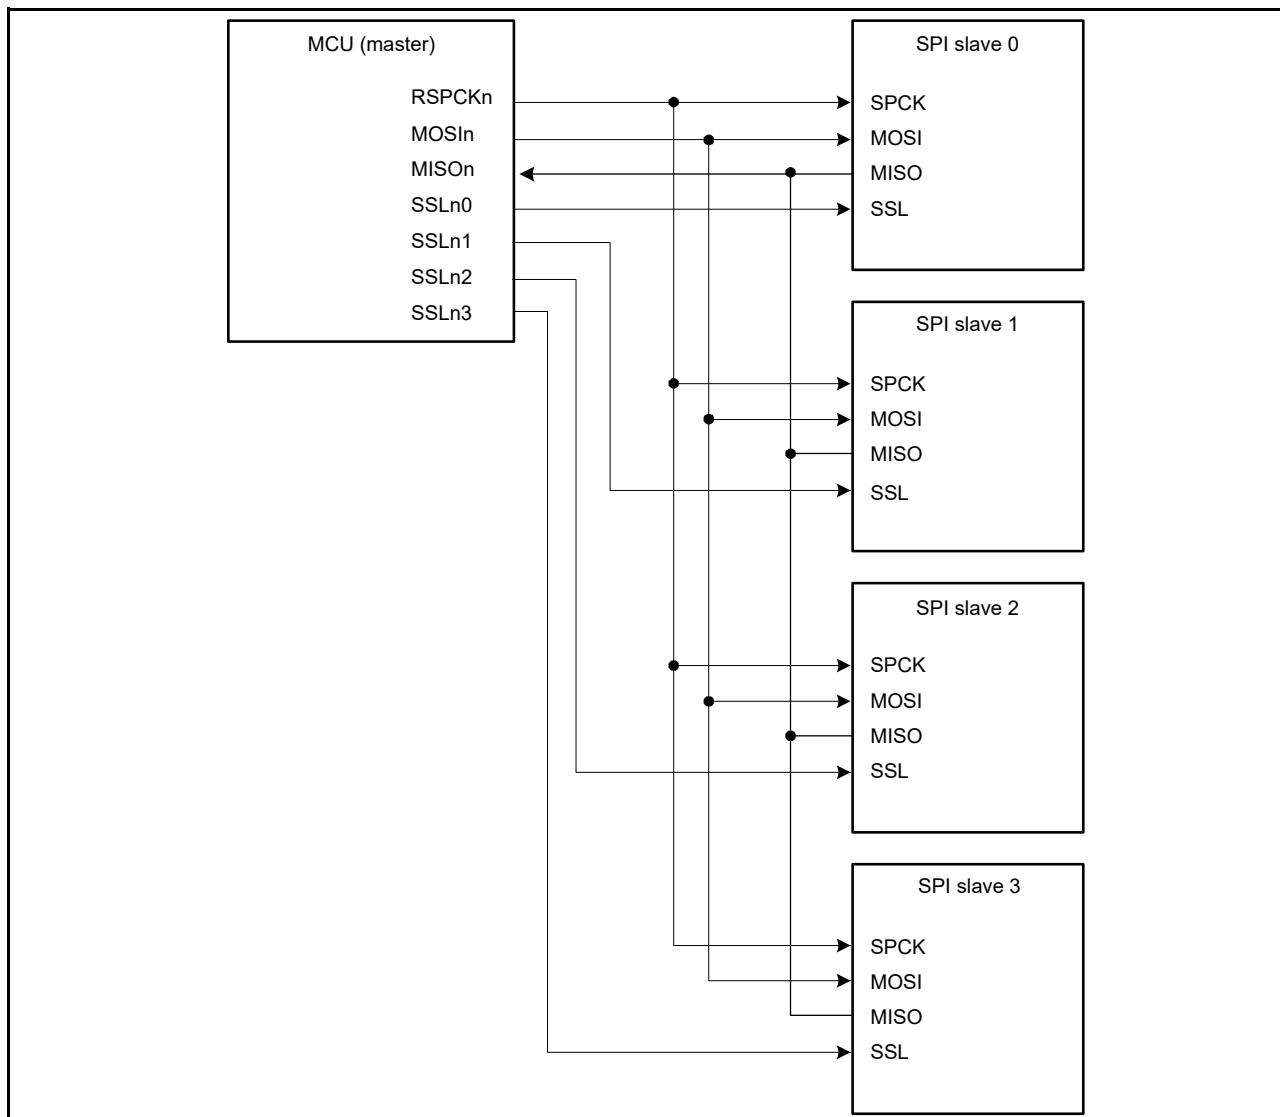 MCU (master)
RSPCKn
MOSIn
MISOn
SSLn0
SSLn1
SSLn2
SSLn3
SPI slave 0
SPCK
MOSI
MISO
SSL
SPI slave 1
SPCK
MOSI
MISO
SSL
SPI slave 2
SPCK
MOSI
MISO
SSL
SPI slave 3
SPCK
MOSI
MISO
SSL